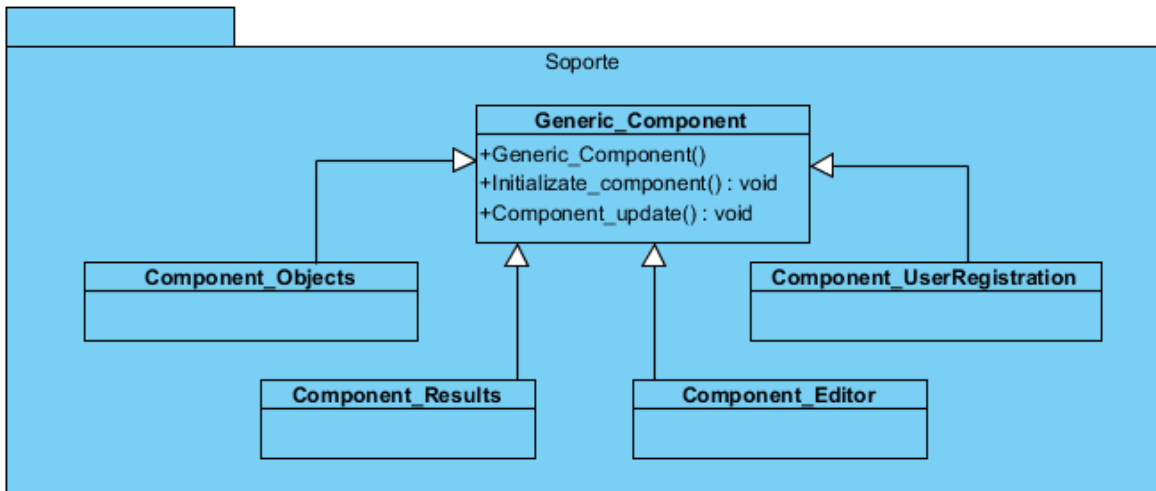 Soporte
Generic_Component
+Generic_Component()
+Initializate_component() : void
+Component_update() : void
Component_Objects
Component_UserRegistration
Component_Results
Component_Editor